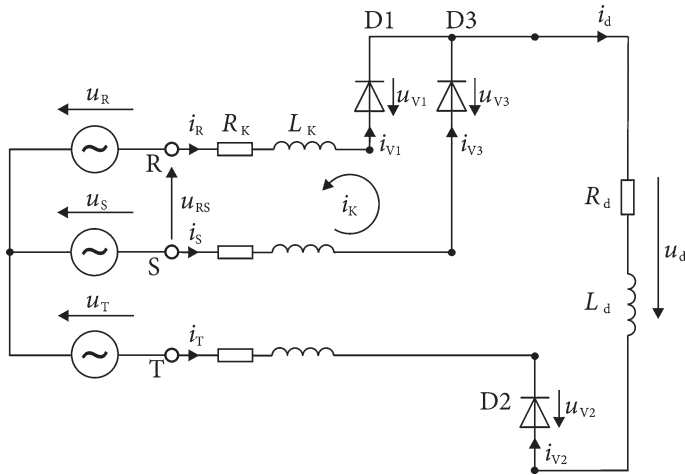 D1 D3 i_d
u_R u_V1 u_V3
i_R R_K L_K i_V1 i_V3
R
u_S u_RS i_K R_d
i_S u_d
S
u_T L_d
i_T
T
D2 u_V2
i_V2